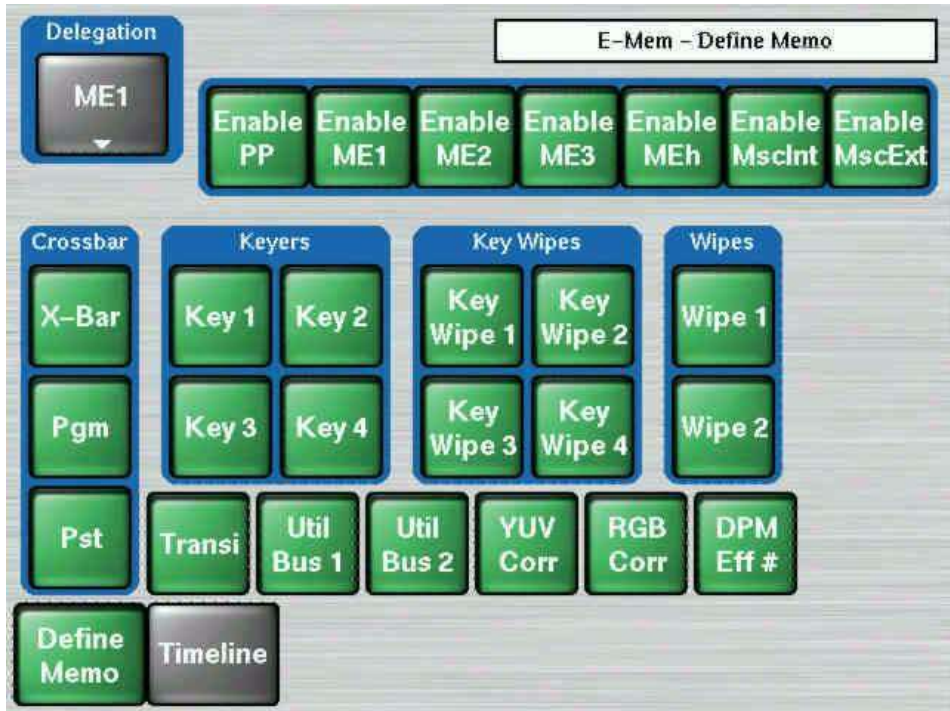 Delegation
E-Mem - Define Memo
ME1
Enable Enable Enable Enable Enable Enable Enable
PP ME1 ME2 ME3 MEh MscInt MscExt
Crossbar Keyers Key Wipes Wipes
X-Bar Key 1 Key 2 Key Wipe 1 Key Wipe 2 Wipe 1
Pgm Key 3 Key 4 Key Wipe 3 Key Wipe 4 Wipe 2
Pst Transi Util Bus 1 Util Bus 2 YUV Corr RGB Corr DPM Eff #
Define Memo Timeline